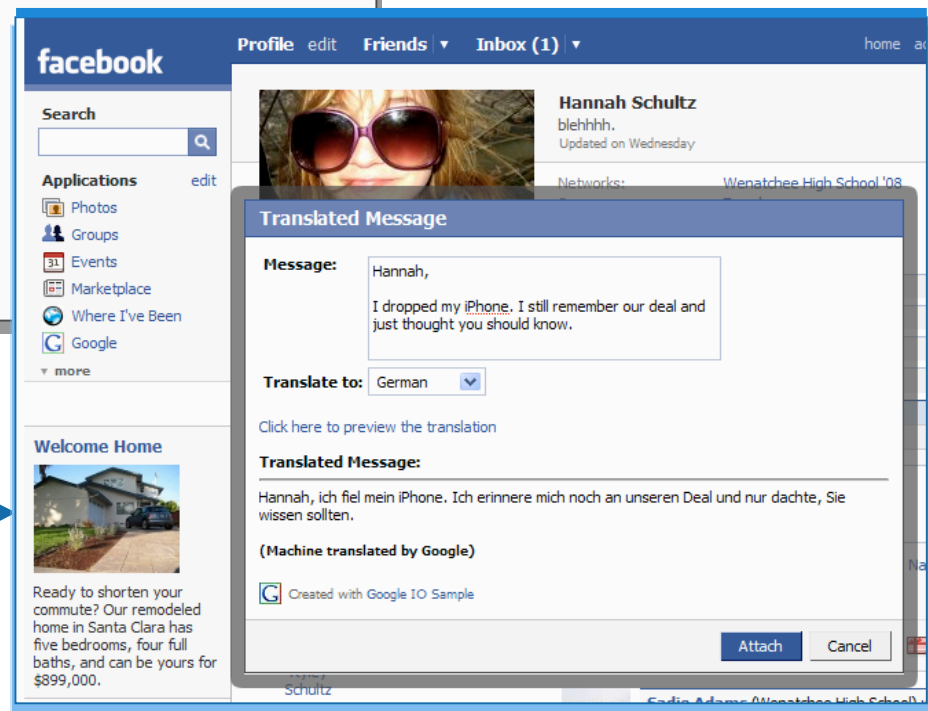 facebook
Profile edit Friends ▾ Inbox (1) ▾ home
Search
Applications edit
Photos
Groups
31 Events
Marketplace
Where I've Been
G Google
▾ more
Welcome Home
Ready to shorten your
commute? Our remodeled
home in Santa Clara has
five bedrooms, four full
baths, and can be yours for
$899,000.
Hannah Schultz
blehhhh.
Updated on Wednesday
Networks: Wenatchee High School '08
Translated Message
Message:
Hannah,
I dropped my iPhone. I still remember our deal and
just thought you should know.
Translate to: German
Click here to preview the translation
Translated Message:
Hannah, ich fiel mein iPhone. Ich erinnere mich noch an unseren Deal und nur dachte, Sie
wissen sollten.
(Machine translated by Google)
G Created with Google IO Sample
Attach Cancel
Schultz
Sadie Adams (Wenatchee High School)